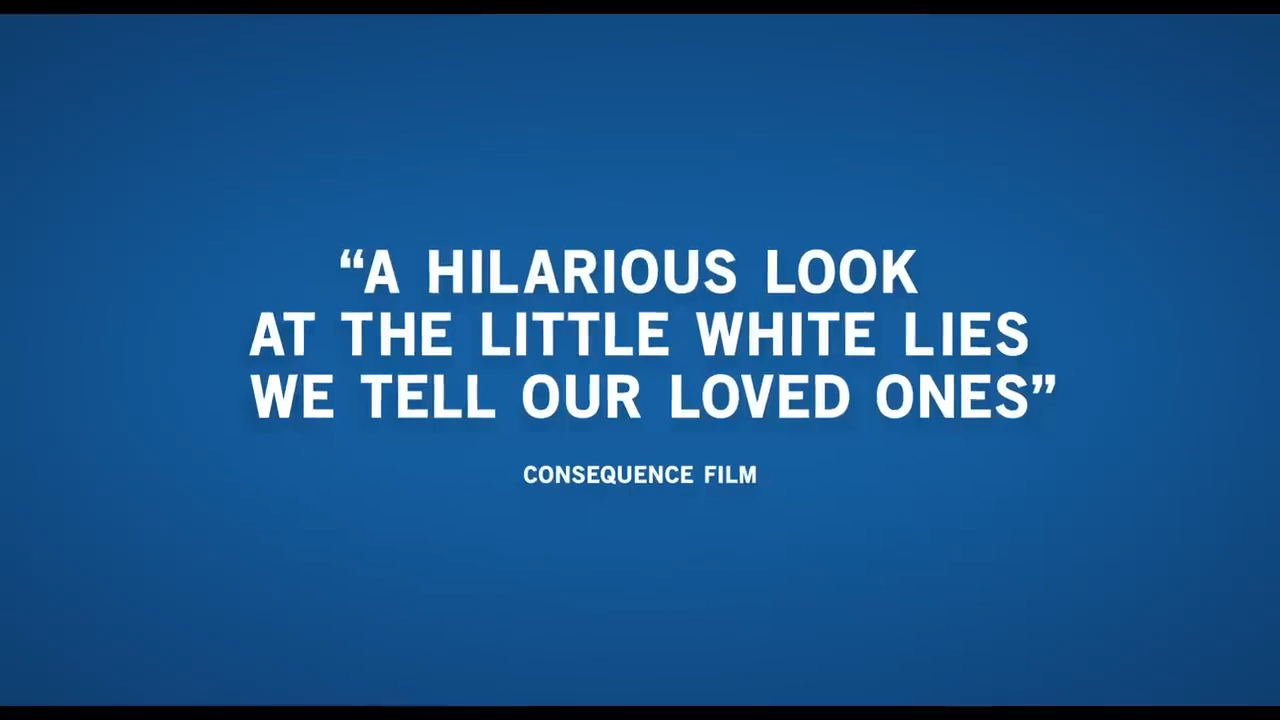 “A HILARIOUS LOOK
AT THE LITTLE WHITE LIES
WE TELL OUR LOVED ONES”
CONSEQUENCE FILM